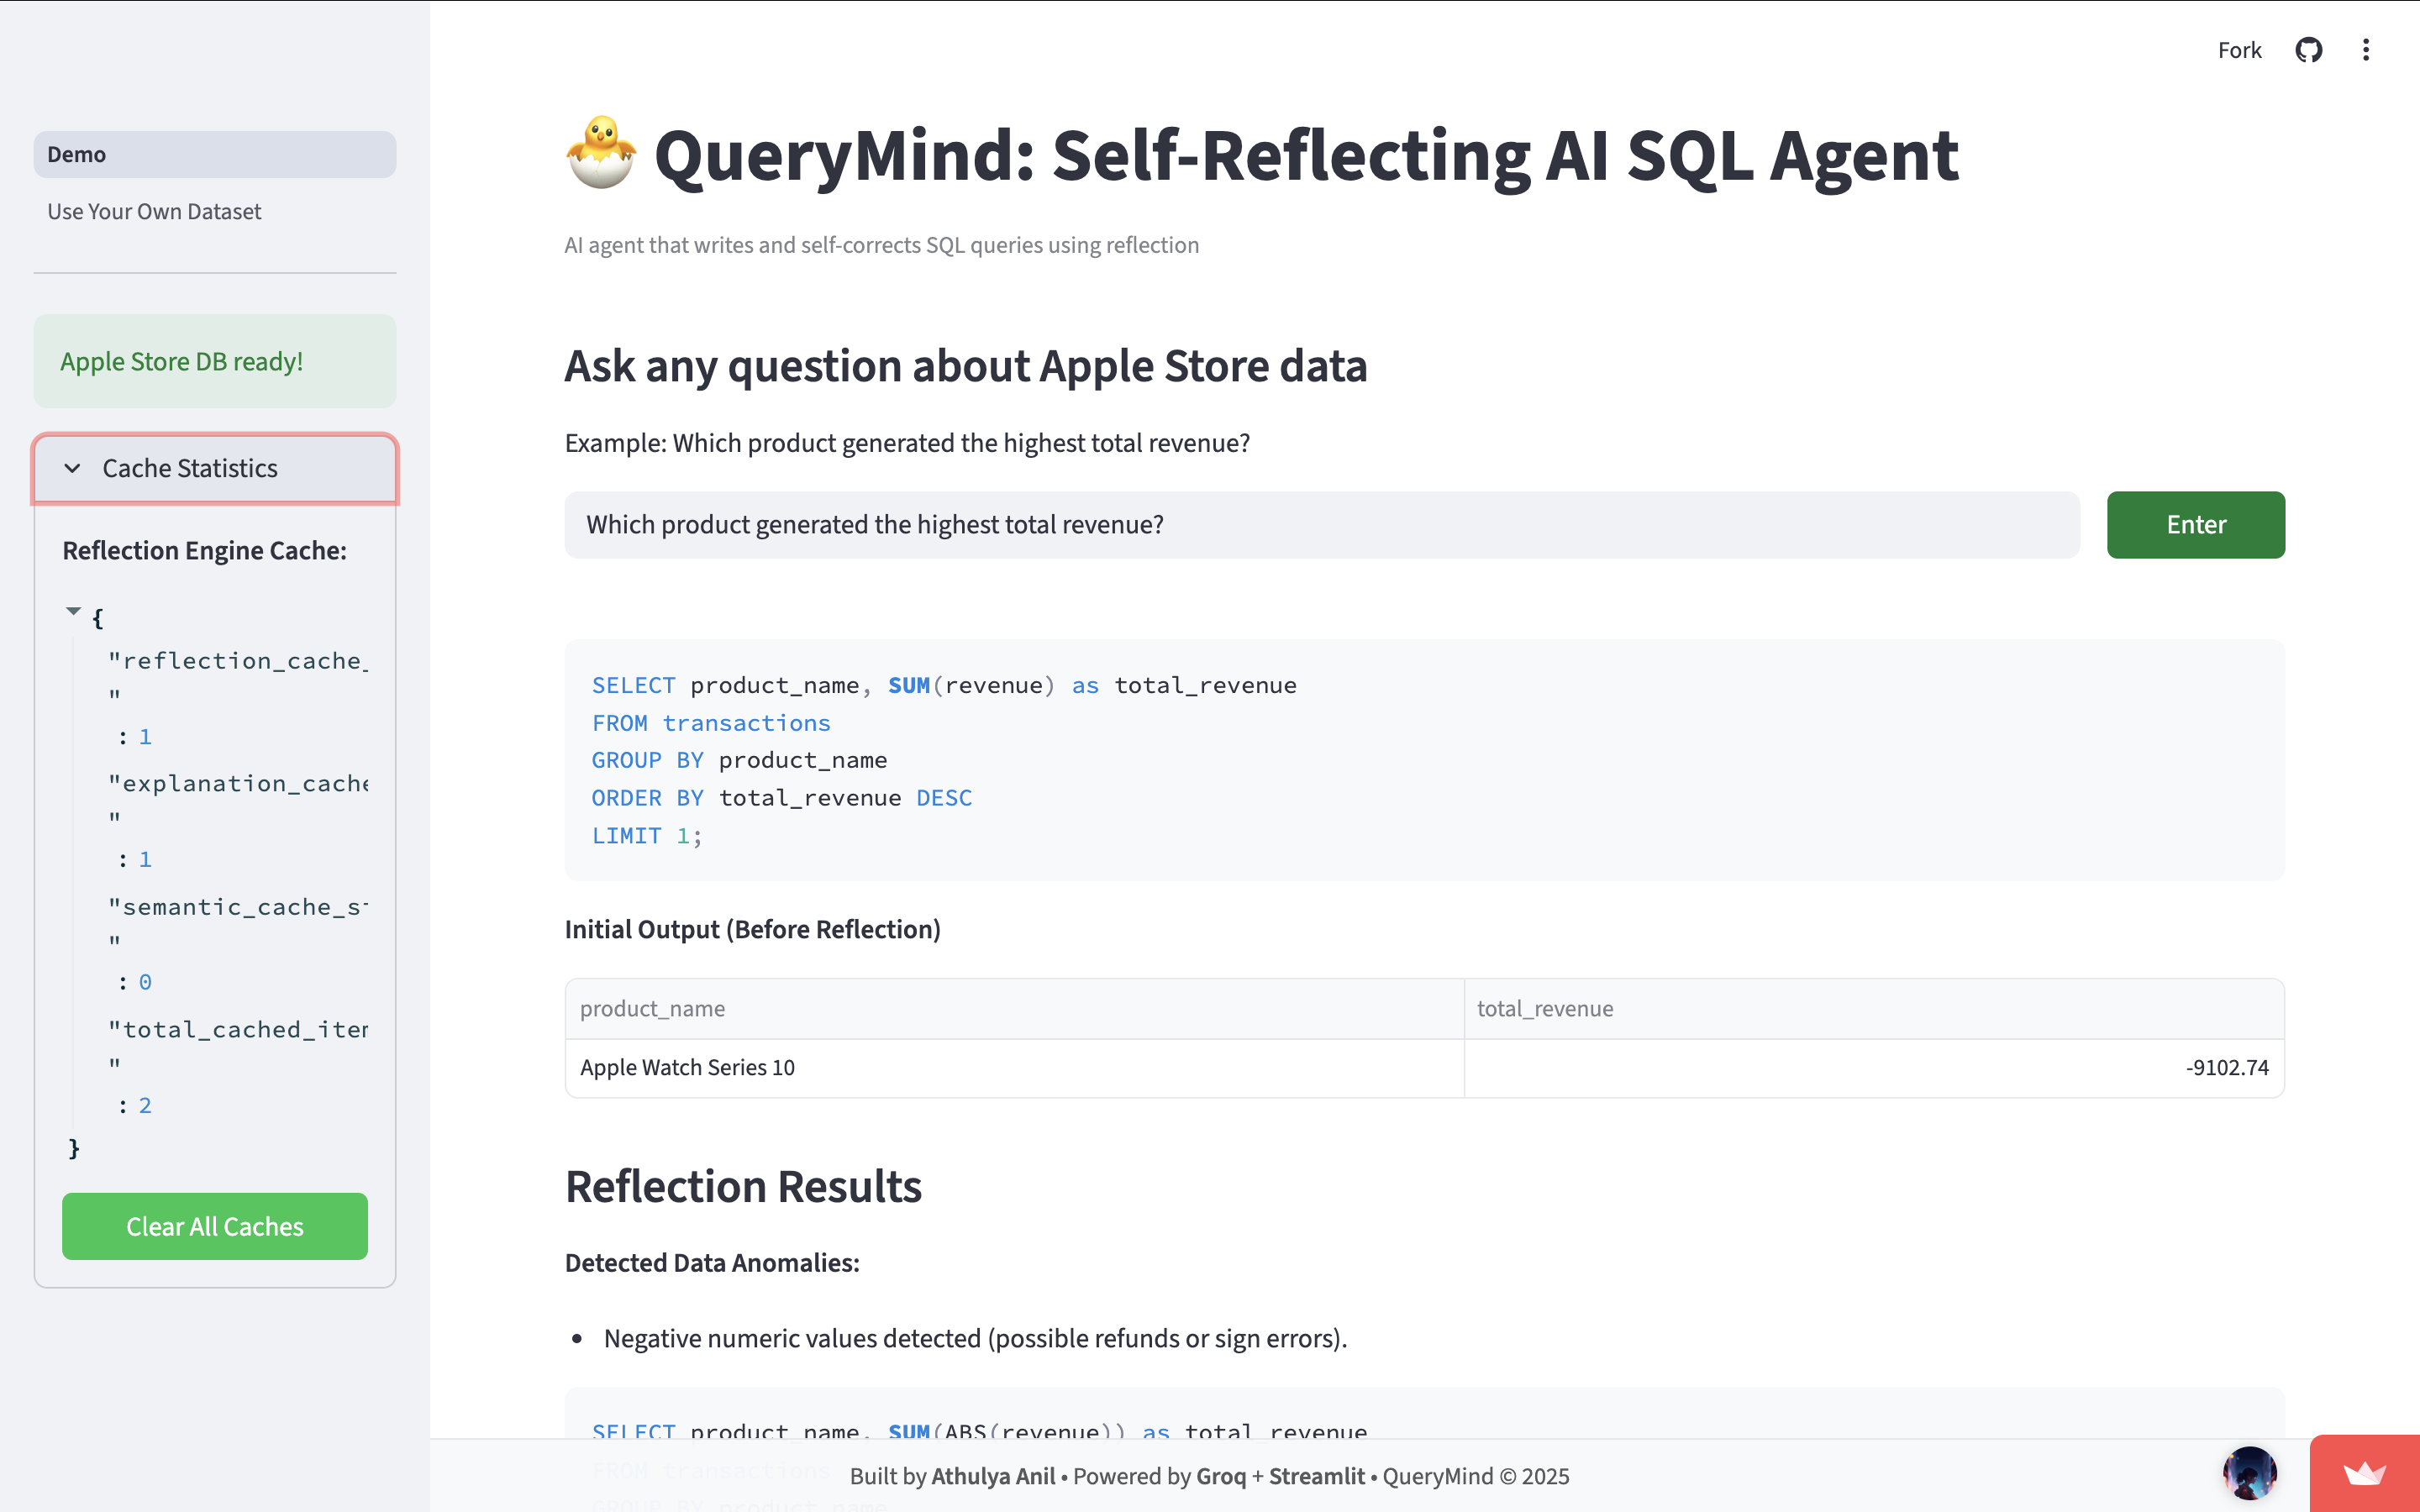 Fork
Demo
Use Your Own Dataset
Apple Store DB ready!
Cache Statistics
Reflection Engine Cache:
{
"reflection_cache_
"
: 1
"explanation_cache
"
: 1
"semantic_cache_s
"
: 0
"total_cached_ite
"
: 2
}
Clear All Caches
🐣 QueryMind: Self-Reflecting AI SQL Agent
AI agent that writes and self-corrects SQL queries using reflection
Ask any question about Apple Store data
Example: Which product generated the highest total revenue?
Which product generated the highest total revenue?
Enter
SELECT product_name, SUM(revenue) as total_revenue
FROM transactions
GROUP BY product_name
ORDER BY total_revenue DESC
LIMIT 1;
Initial Output (Before Reflection)
product_name total_revenue
Apple Watch Series 10 -9102.74
Reflection Results
Detected Data Anomalies:
• Negative numeric values detected (possible refunds or sign errors).
SELECT product_name, SUM(ABS(revenue)) as total_revenue
FROM transactions
GROUP BY product_name
Built by Athulya Anil • Powered by Groq + Streamlit • QueryMind © 2025